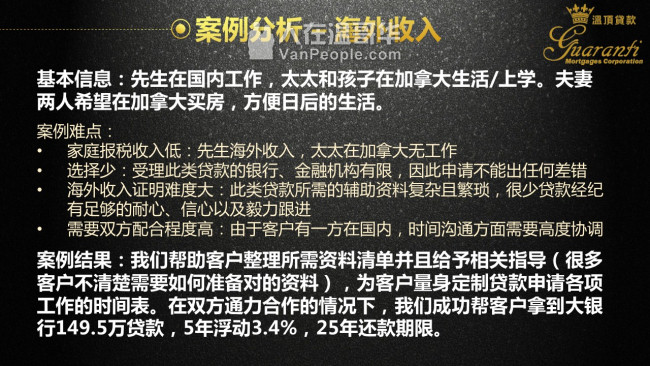 案例分析 – 海外收入
人在温哥华
VanPeople.com
溫頂貸款
Guaranti
Mortgages Corporation
基本信息：先生在国内工作，太太和孩子在加拿大生活/上学。夫妻
两人希望在加拿大买房，方便日后的生活。
案例难点：
• 家庭报税收入低：先生海外收入，太太在加拿大无工作
• 选择少：受理此类贷款的银行、金融机构有限，因此申请不能出任何差错
• 海外收入证明难度大：此类贷款所需的辅助资料复杂且繁琐，很少贷款经纪
有足够的耐心、信心以及毅力跟进
• 需要双方配合程度高：由于客户有一方在国内，时间沟通方面需要高度协调
案例结果：我们帮助客户整理所需资料清单并且给予相关指导（很多
客户不清楚需要如何准备对的资料），为客户量身定制贷款申请各项
工作的时间表。在双方通力合作的情况下，我们成功帮客户拿到大银
行149.5万贷款，5年浮动3.4%，25年还款期限。